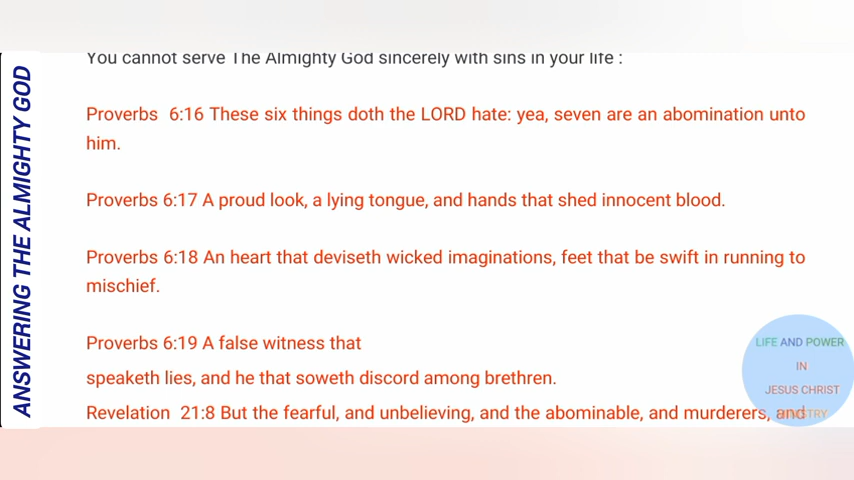 ANSWERING THE ALMIGHTY GOD
You cannot serve The Almighty God sincerely with sins in your life :
Proverbs 6:16 These six things doth the LORD hate: yea, seven are an abomination unto
him.
Proverbs 6:17 A proud look, a lying tongue, and hands that shed innocent blood.
Proverbs 6:18 An heart that deviseth wicked imaginations, feet that be swift in running to
mischief.
Proverbs 6:19 A false witness that
speaketh lies, and he that soweth discord among brethren.
Revelation 21:8 But the fearful, and unbelieving, and the abominable, and murderers, and
LIFE AND POWER
IN
JESUS CHRIST